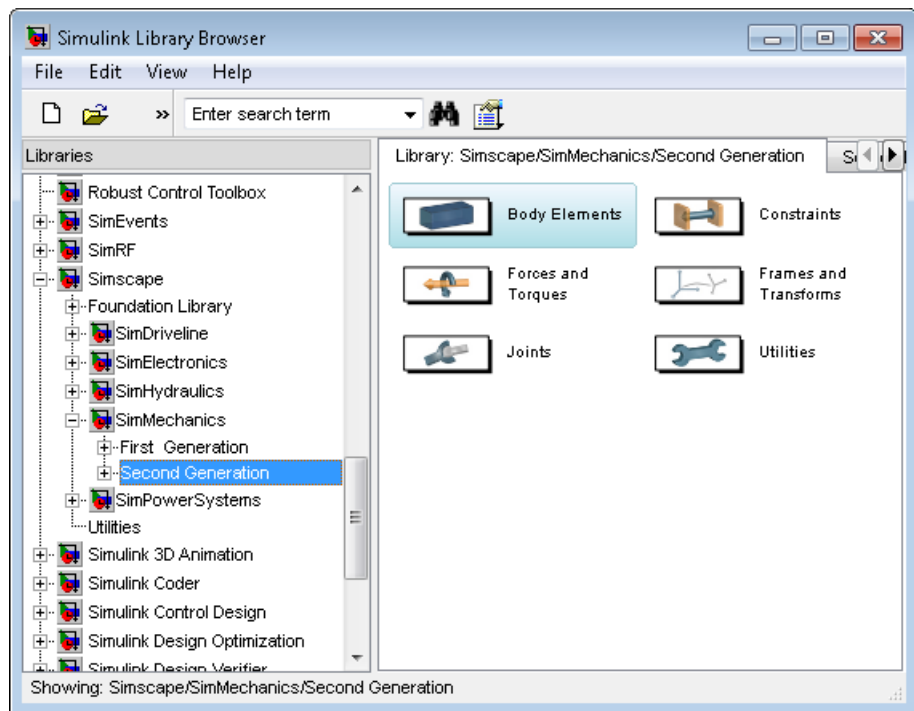 Simulink Library Browser
File Edit View Help
» Enter search term
Libraries
Robust Control Toolbox
SimEvents
SimRF
Simscape
Foundation Library
SimDriveline
SimElectronics
SimHydraulics
SimMechanics
First Generation
Second Generation
SimPowerSystems
Utilities
Simulink 3D Animation
Simulink Coder
Simulink Control Design
Simulink Design Optimization
Simulink Design Verifier
Library: Simscape/SimMechanics/Second Generation
Body Elements
Constraints
Forces and
Torques
Frames and
Transforms
Joints
Utilities
Showing: Simscape/SimMechanics/Second Generation